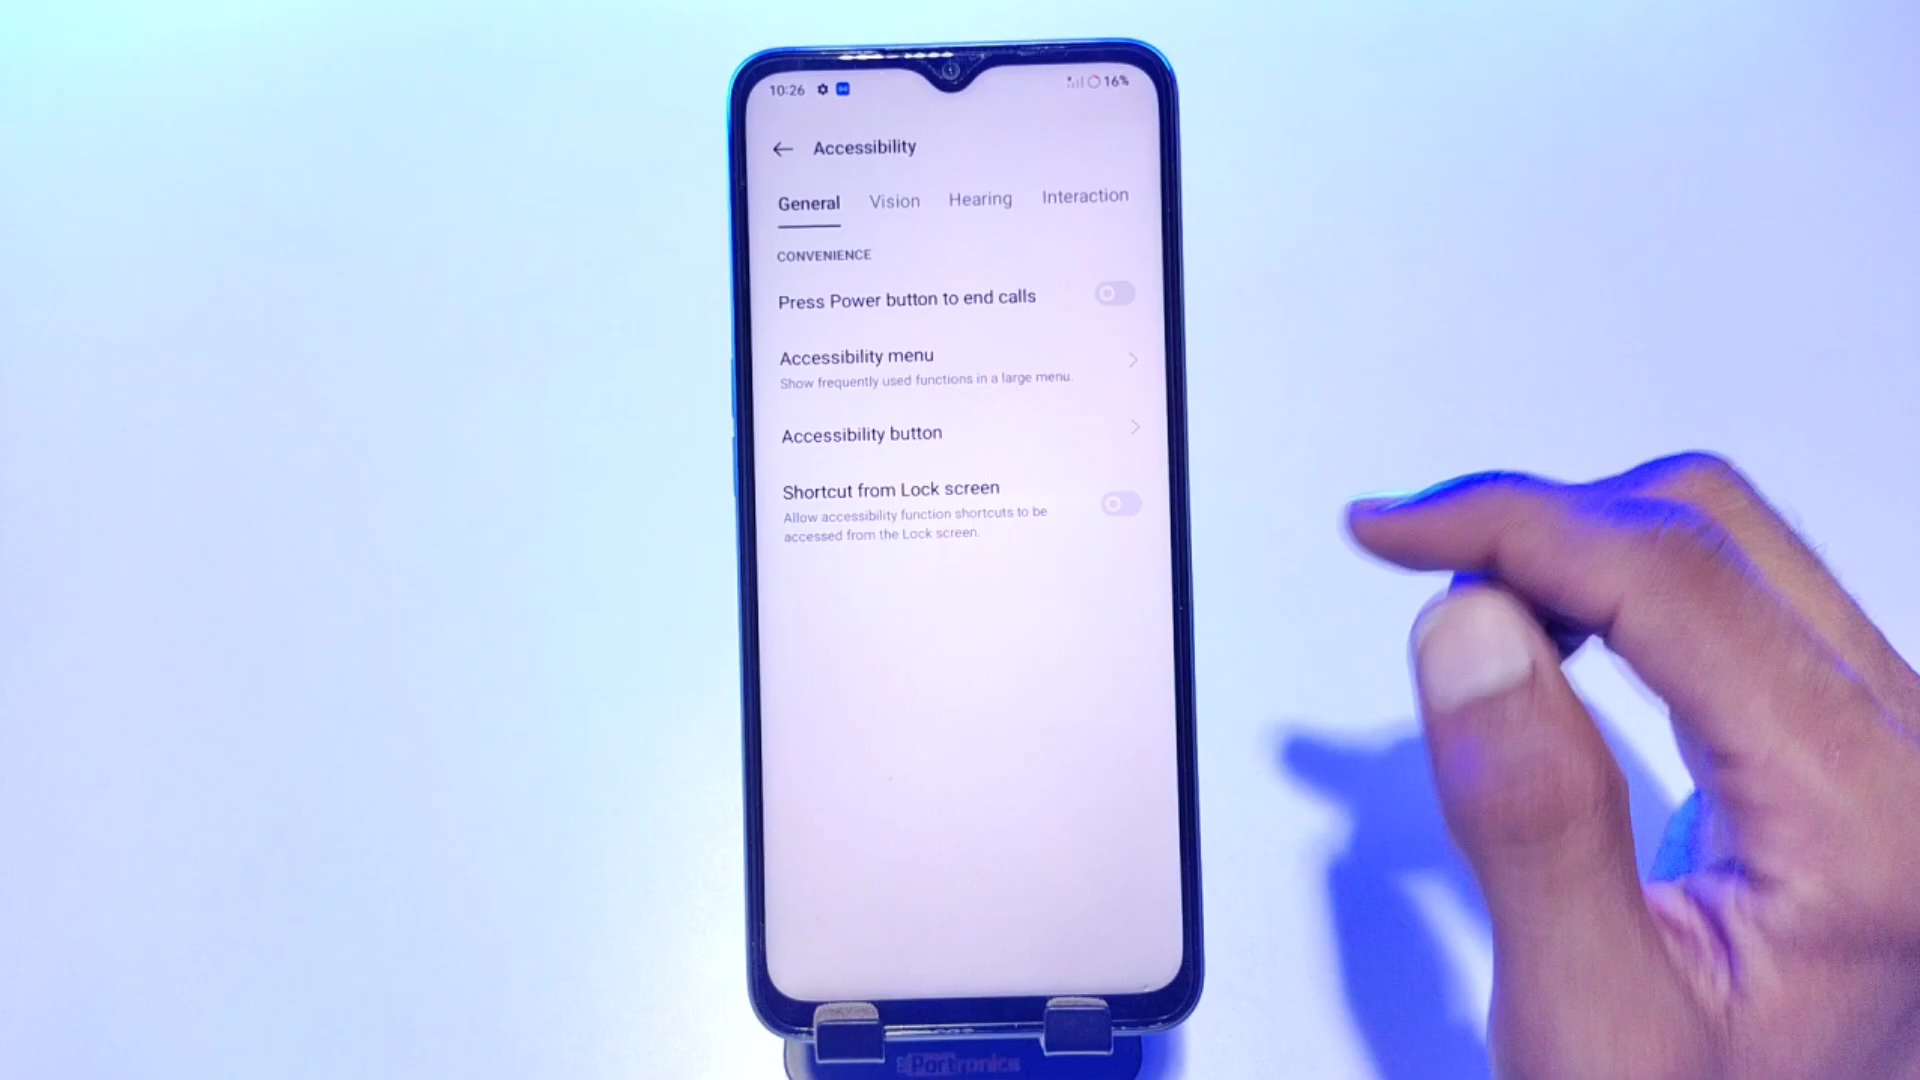 10:26 16%
Accessibility
General Vision Hearing Interaction
CONVENIENCE
Press Power button to end calls
Accessibility menu
Show frequently used functions in a large menu.
Accessibility button
Shortcut from Lock screen
Allow accessibility function shortcuts to be
accessed from the Lock screen.
Portronics